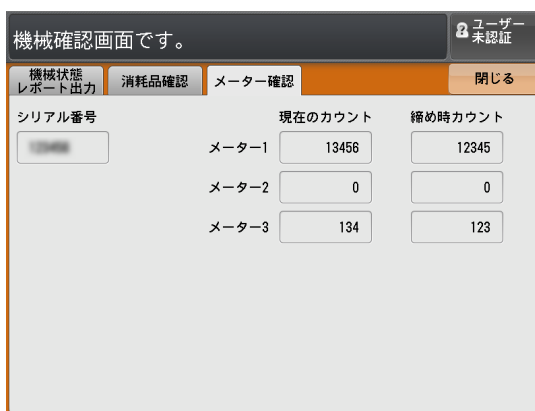 機械確認画面です。
ユーザー
未認証
機械状態
レポート出力
消耗品確認
メーター確認
閉じる
シリアル番号
現在のカウント
締め時カウント
メーター1
13456
12345
メーター2
0
0
メーター3
134
123